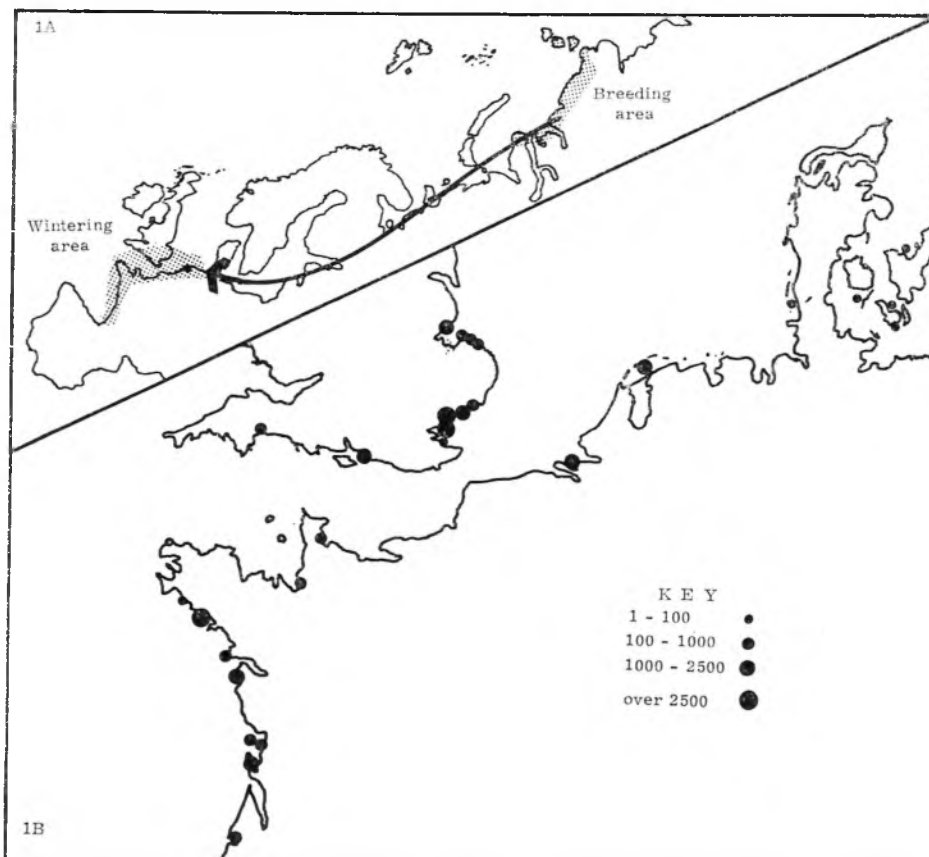 1A
Breeding
area
Wintering
area
K E Y
1 - 100
100 - 1000
1000 - 2500
over 2500
1B